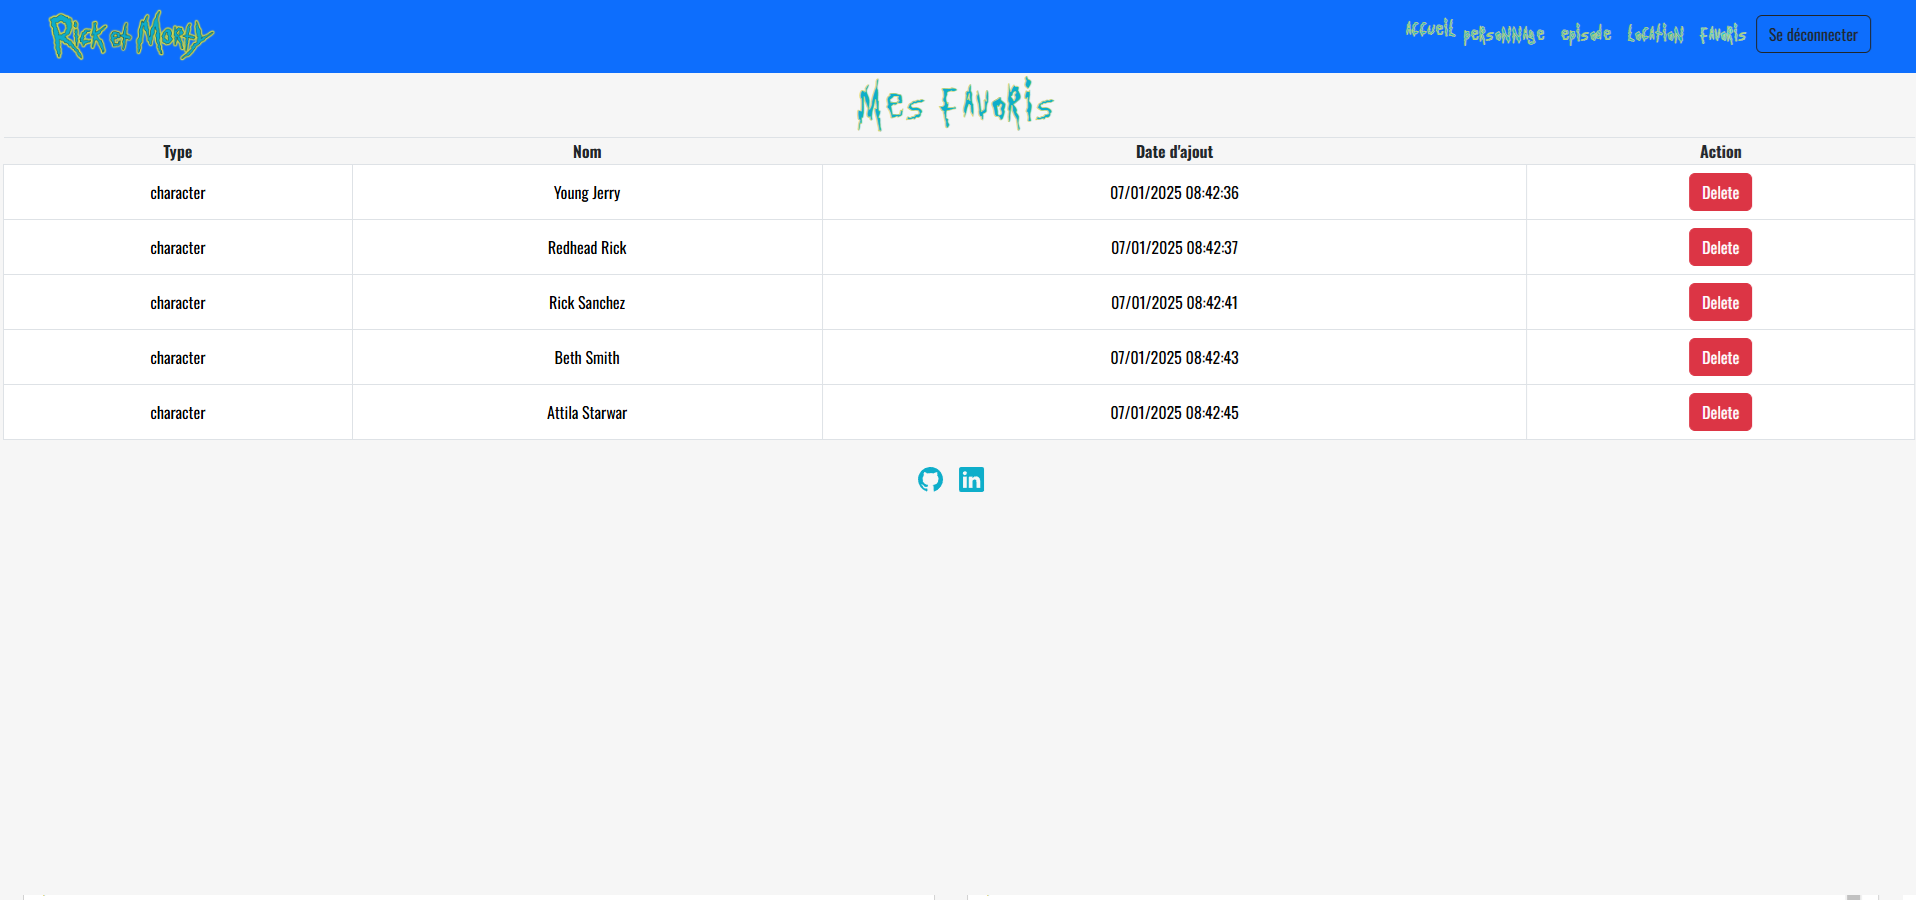 Rick et Morty
Accueil personnage episode Location Favoris Se déconnecter
Mes Favoris
Type Nom Date d'ajout Action
character Young Jerry 07/01/2025 08:42:36 Delete
character Redhead Rick 07/01/2025 08:42:37 Delete
character Rick Sanchez 07/01/2025 08:42:41 Delete
character Beth Smith 07/01/2025 08:42:43 Delete
character Attila Starwar 07/01/2025 08:42:45 Delete
in